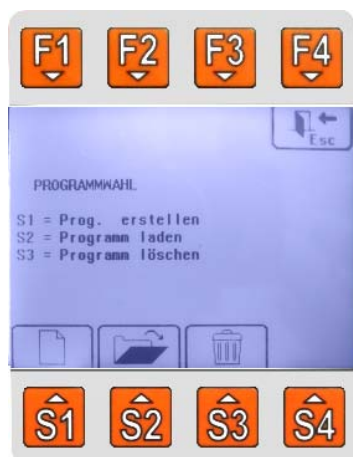 F1 F2 F3 F4
Esc
PROGRAMMWAHL
S1 = Prog. erstellen
S2 = Programm laden
S3 = Programm löschen
S1 S2 S3 S4